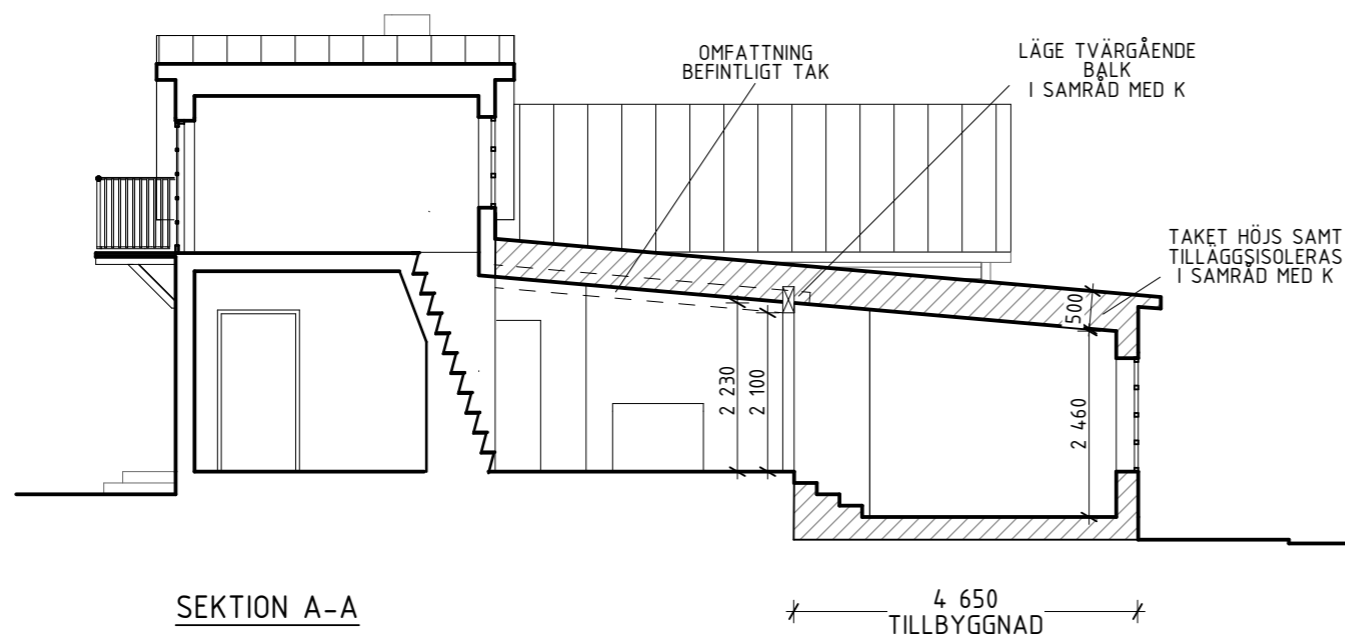 OMFATTNING
BEFINTLIGT TAK
LÄGE TVÄRGÅENDE
BALK
I SAMRÅD MED K
TAKET HÖJS SAMT
TILLÄGGSISOLERAS
I SAMRÅD MED K
500
2 230
2 100
2 460
SEKTION A-A
4 650
TILLBYGGNAD